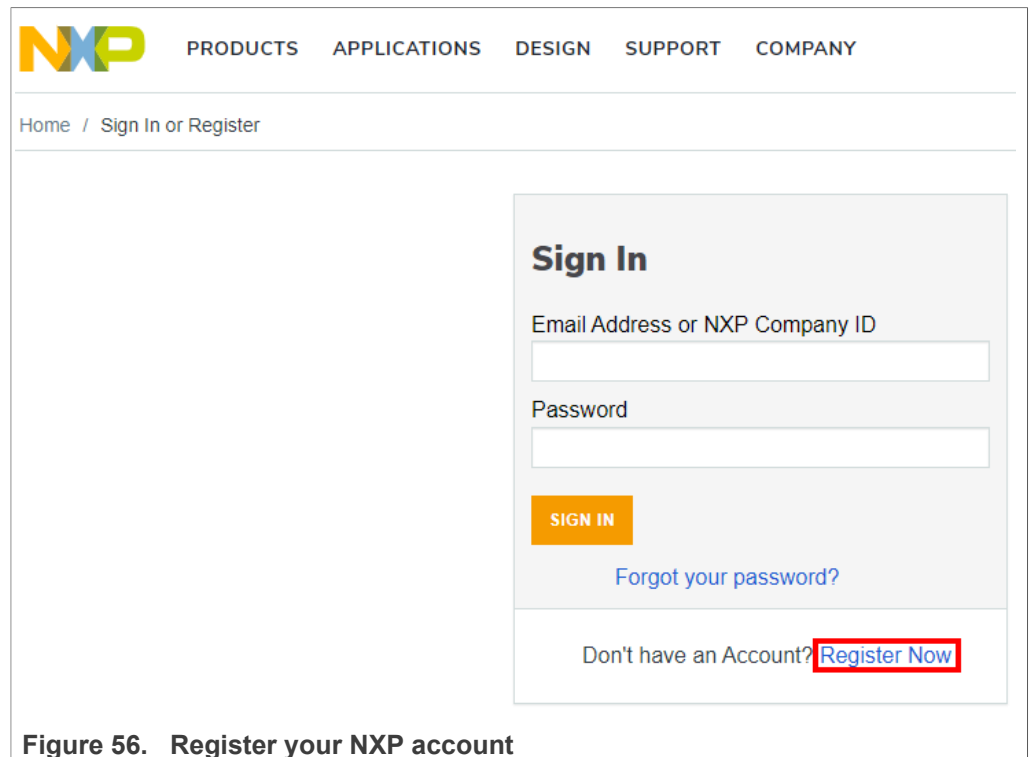 NXP PRODUCTS APPLICATIONS DESIGN SUPPORT COMPANY
Home / Sign In or Register
Sign In
Email Address or NXP Company ID
Password
SIGN IN
Forgot your password?
Don't have an Account? Register Now
Figure 56. Register your NXP account